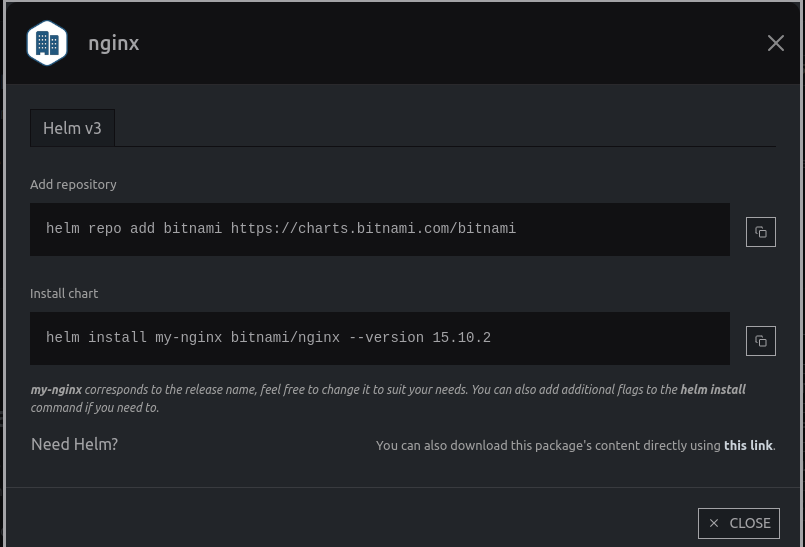 nginx
Helm v3
Add repository
helm repo add bitnami https://charts.bitnami.com/bitnami
Install chart
helm install my-nginx bitnami/nginx --version 15.10.2
my-nginx corresponds to the release name, feel free to change it to suit your needs. You can also add additional flags to the helm install
command if you need to.
Need Helm?
You can also download this package's content directly using this link.
CLOSE